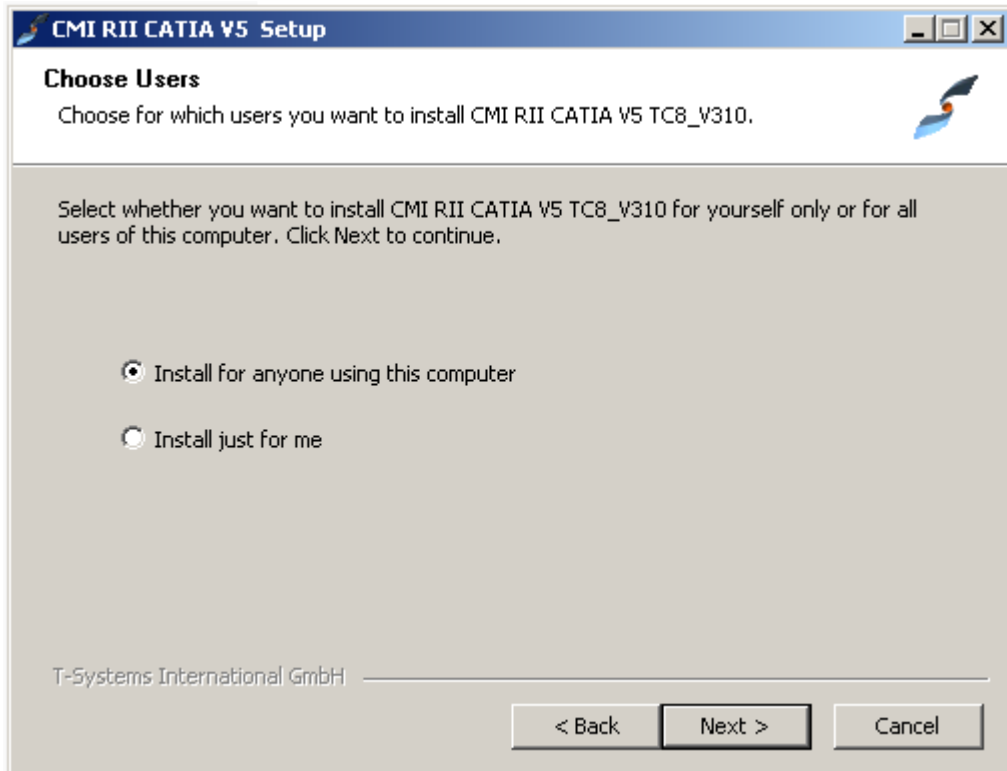 CMI RII CATIA V5 Setup
Choose Users
Choose for which users you want to install CMI RII CATIA V5 TC8_V310.
Select whether you want to install CMI RII CATIA V5 TC8_V310 for yourself only or for all
users of this computer. Click Next to continue.
Install for anyone using this computer
Install just for me
T-Systems International GmbH
< Back Next > Cancel